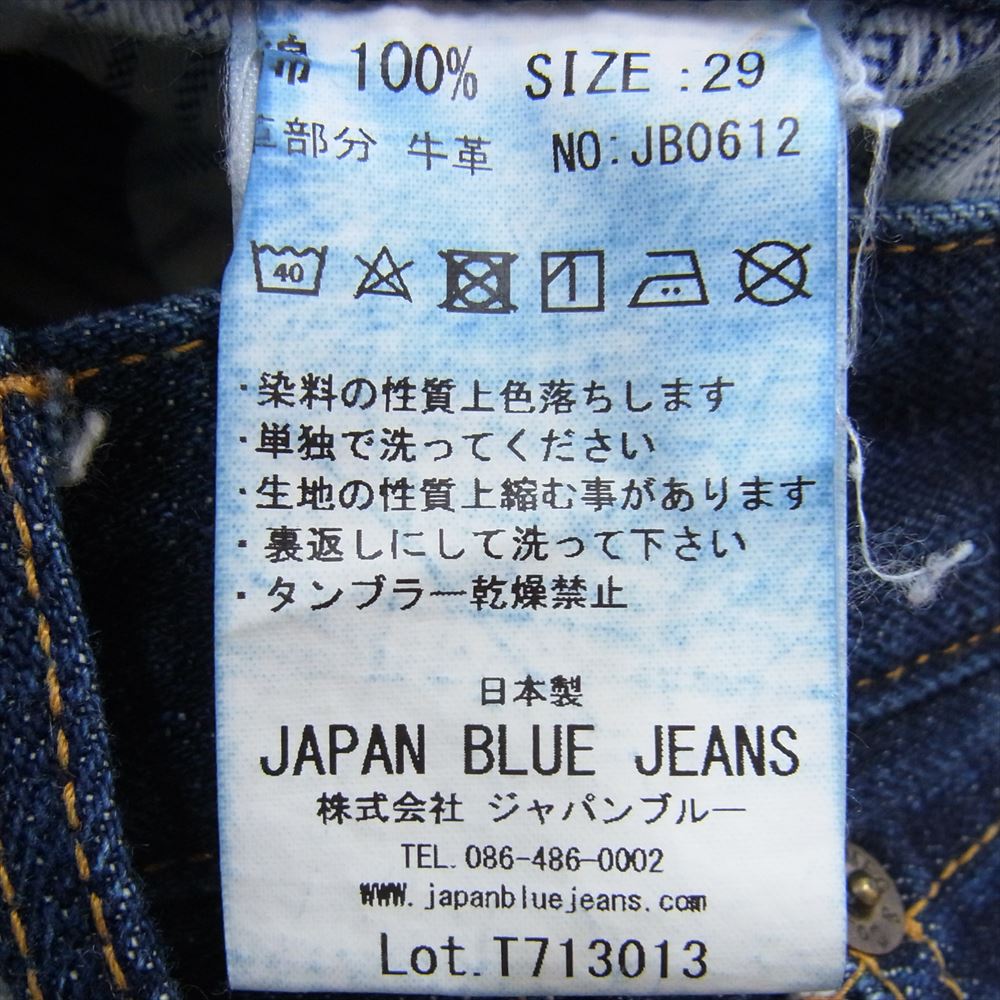 綿 100% SIZE:29
革部分 牛革 NO:JB0612
40
・染料の性質上色落ちします
・単独で洗ってください
・生地の性質上縮む事があります
・裏返しにして洗って下さい
・タンブラー乾燥禁止
日本製
JAPAN BLUE JEANS
株式会社 ジャパンブルー
TEL.086-486-0002
www.japanbluejeans.com
Lot.T713013